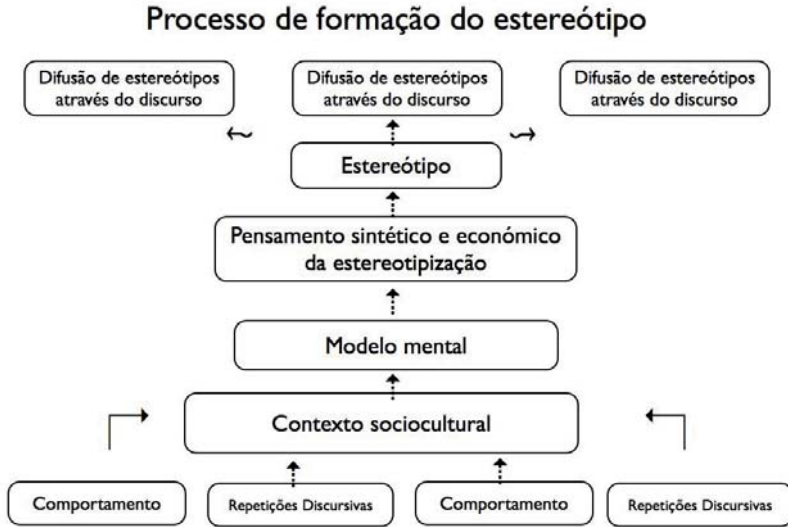 Processo de formação do estereótipo
Difusão de estereótipos
através do discurso
Difusão de estereótipos
através do discurso
Difusão de estereótipos
através do discurso
Estereótipo
Pensamento sintético e económico
da estereotipização
Modelo mental
Contexto sociocultural
Comportamento
Repetições Discursivas
Comportamento
Repetições Discursivas